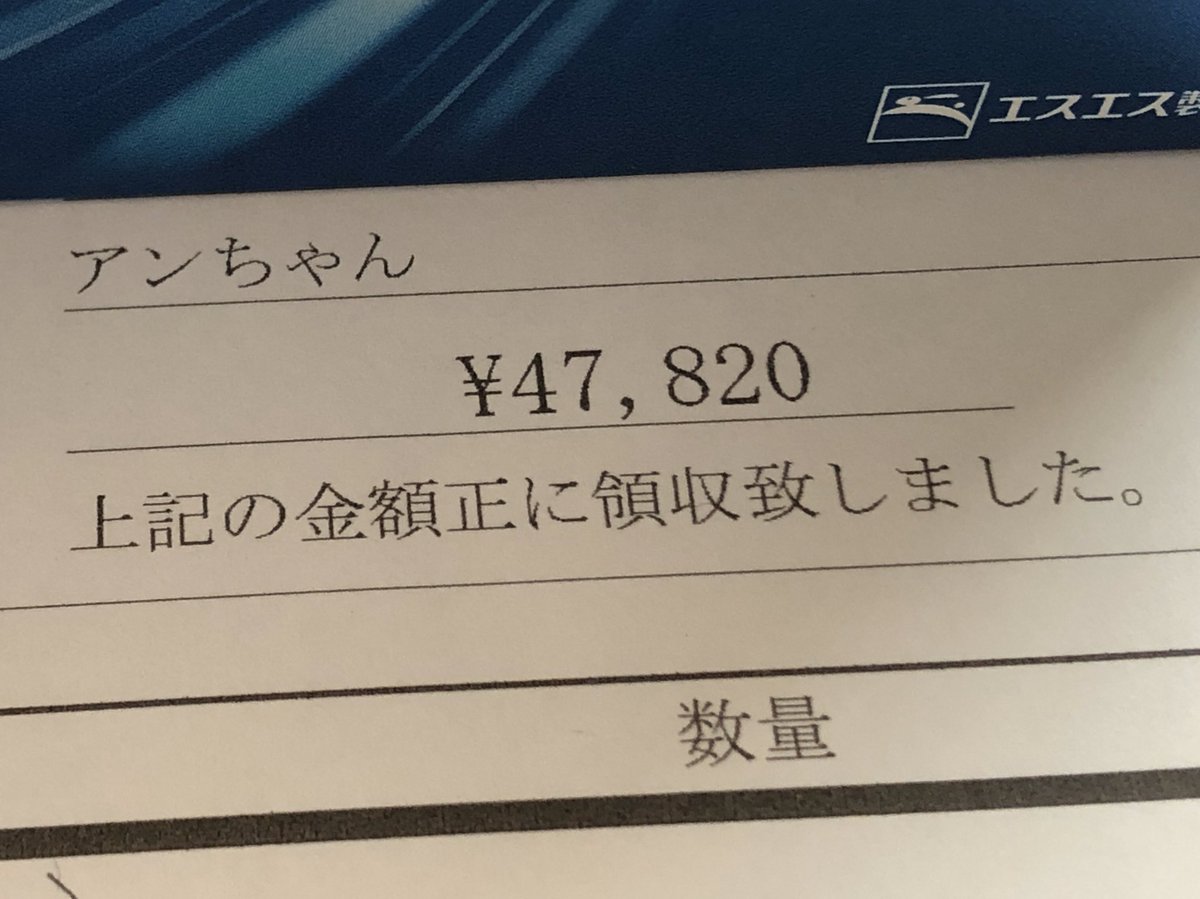 エスエス製
アンちゃん
¥47,820
上記の金額正に領収致しました。
数量